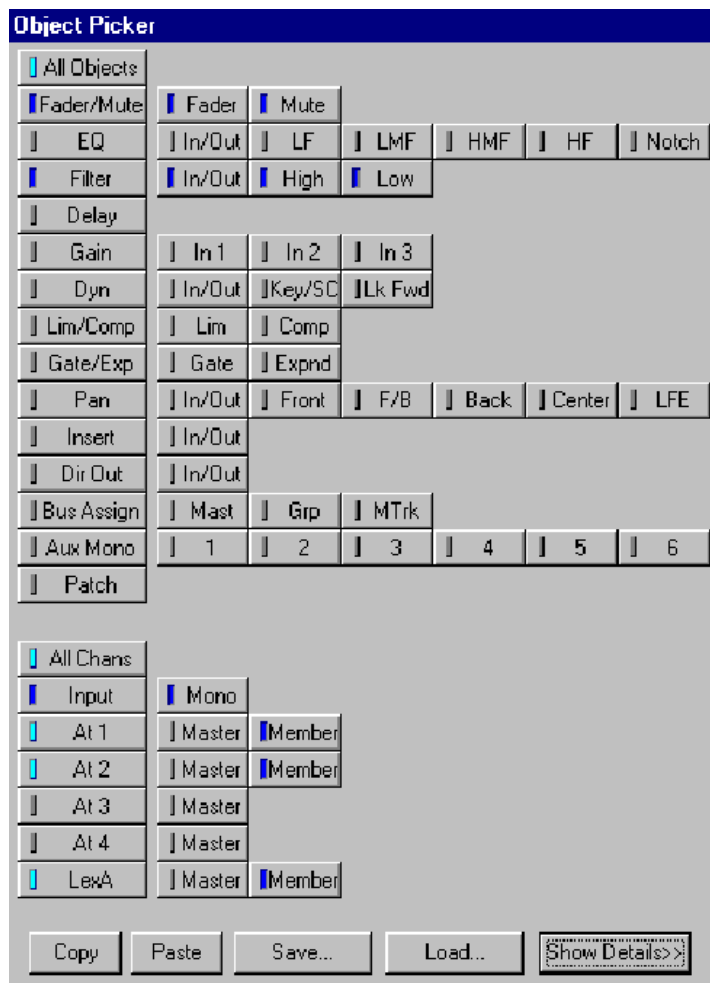 Object Picker
All Objects
Fader/Mute Fader Mute
EQ In/Out LF LMF HMF HF Notch
Filter In/Out High Low
Delay
Gain In 1 In 2 In 3
Dyn In/Out Key/SC Lk Fwd
Lim/Comp Lim Comp
Gate/Exp Gate Expnd
Pan In/Out Front F/B Back Center LFE
Insert In/Out
Dir Out In/Out
Bus Assign Mast Grp MTrk
Aux Mono 1 2 3 4 5 6
Patch
All Chans
Input Mono
At 1 Master Member
At 2 Master Member
At 3 Master
At 4 Master
LexA Master Member
Copy Paste Save... Load... Show Details>>